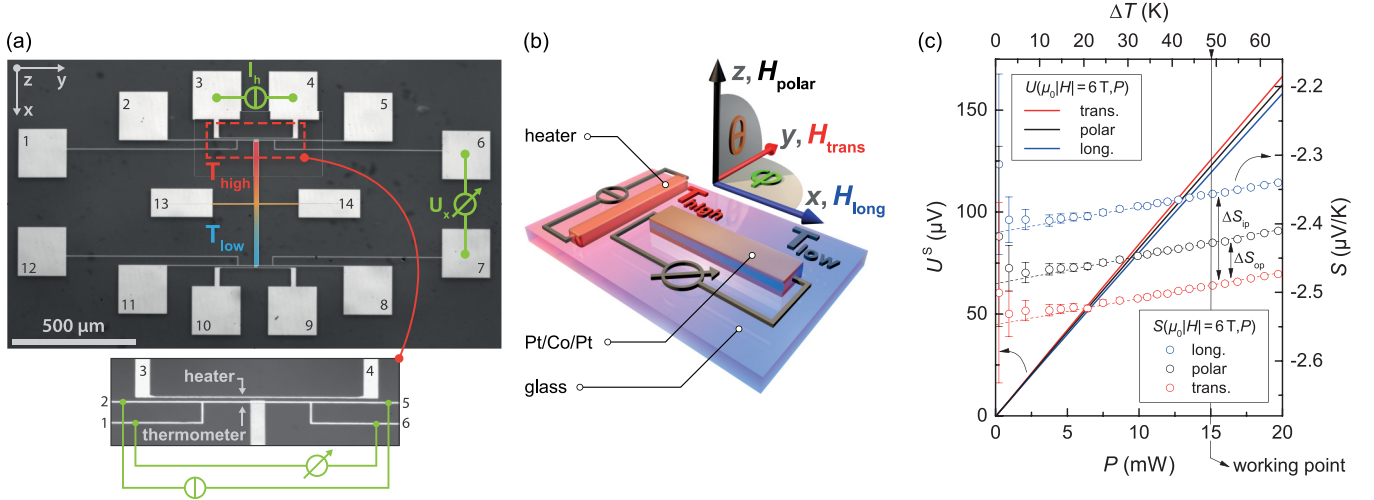 (a)
z
y
x
I_h
3
4
2
5
1
6
T_high
13
14
U_x
T_low
12
7
11
8
10
9
500 µm
3
heater
4
2
5
1
6
thermometer
(b)
z, H_polar
θ
y, H_trans
φ
x, H_long
heater
T_high
T_low
Pt/Co/Pt
glass
(c)
ΔT (K)
0 20 40 60
U(µ₀|H|= 6 T,P)
trans.
polar
long.
U^S (µV)
0
50
100
150
S (µV/K)
-2.2
-2.3
-2.4
-2.5
-2.6
ΔS_ip
ΔS_op
S(µ₀|H|= 6 T,P)
long.
polar
trans.
0 5 10 15 20
P (mW)
working point